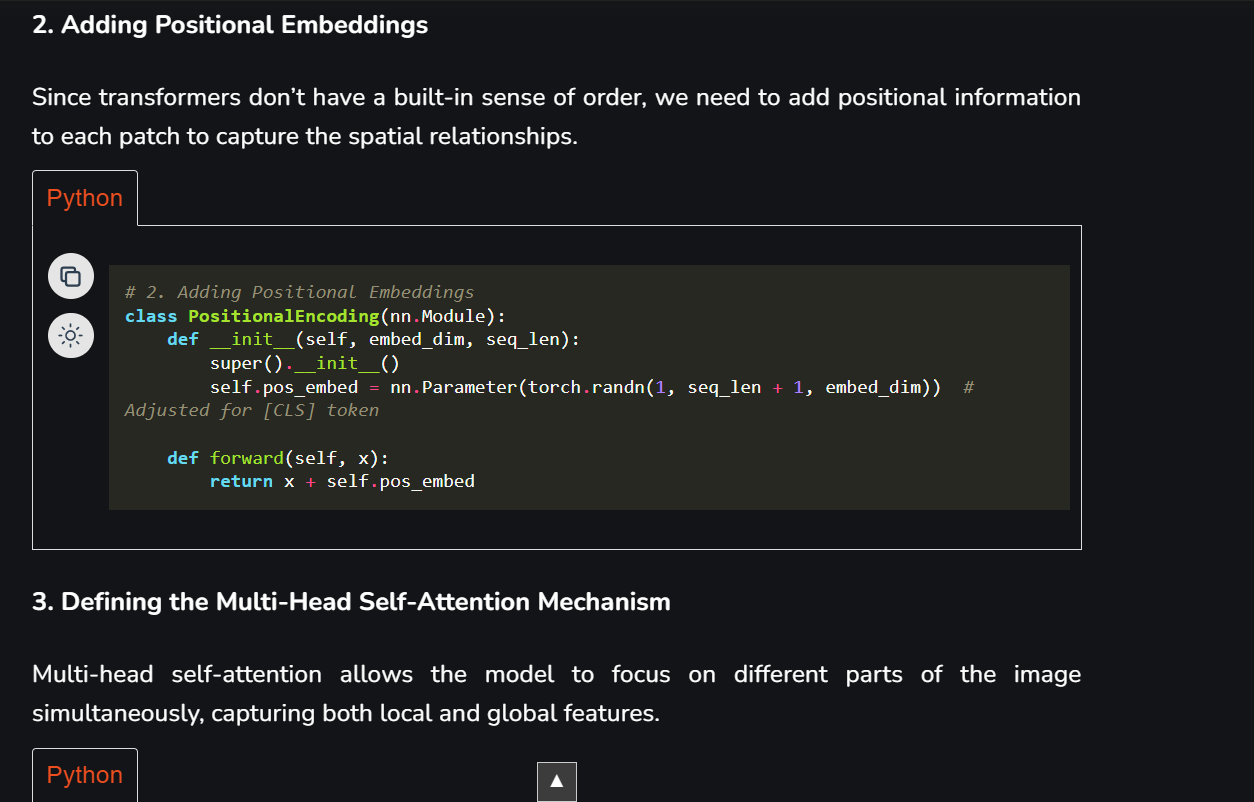 2. Adding Positional Embeddings
Since transformers don’t have a built-in sense of order, we need to add positional information
to each patch to capture the spatial relationships.
Python
# 2. Adding Positional Embeddings
class PositionalEncoding(nn.Module):
    def __init__(self, embed_dim, seq_len):
        super().__init__()
        self.pos_embed = nn.Parameter(torch.randn(1, seq_len + 1, embed_dim))  #
Adjusted for [CLS] token
    def forward(self, x):
        return x + self.pos_embed
3. Defining the Multi-Head Self-Attention Mechanism
Multi-head self-attention allows the model to focus on different parts of the image
simultaneously, capturing both local and global features.
Python